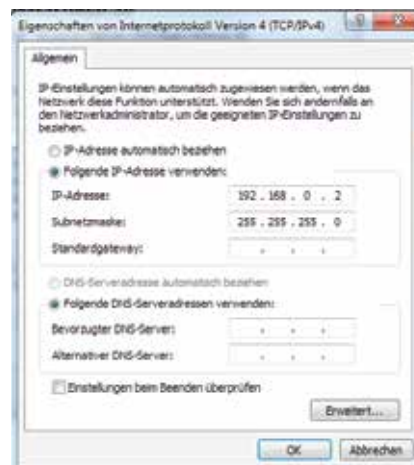 Eigenschaften von Internetprotokoll Version 4 (TCP/IPv4)
Allgemein
IP-Einstellungen können automatisch zugewiesen werden, wenn das
Netzwerk diese Funktion unterstützt. Wenden Sie sich andernfalls an
den Netzwerkadministrator, um die geeigneten IP-Einstellungen zu
beziehen.
IP-Adresse automatisch beziehen
Folgende IP-Adresse verwenden:
IP-Adresse: 192 . 168 . 0 . 2
Subnetzmaske: 255 . 255 . 255 . 0
Standardgateway: . . .
DNS-Serveradresse automatisch beziehen
Folgende DNS-Serveradressen verwenden:
Bevorzugter DNS-Server: . . .
Alternativer DNS-Server: . . .
Einstellungen beim Beenden überprüfen
Erweitert...
OK Abbrechen